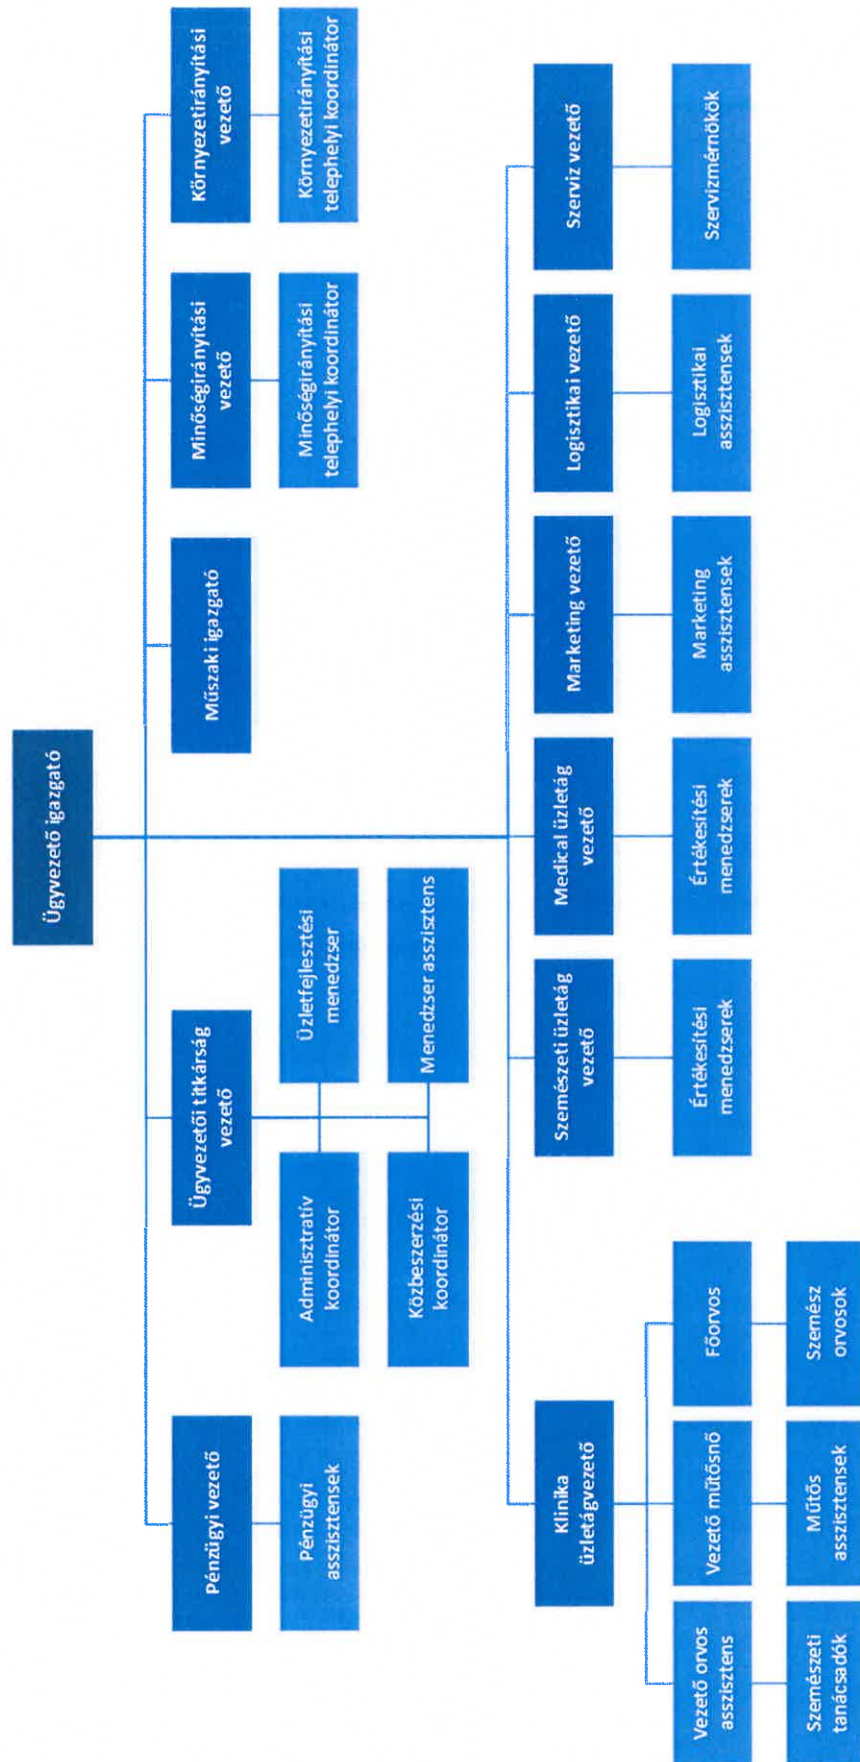 Ügyvezető igazgató
Pénzügyi vezető
Pénzügyi
asszisztensek
Ügyvezetői titkárság
vezető
Adminisztratív
koordinátor
Üzletfejlesztési
menedzser
Közbeszerzési
koordinátor
Menedzser asszisztens
Műszaki igazgató
Minőségirányítási
vezető
Minőségirányítási
telephelyi koordinátor
Környezetirányítási
vezető
Környezetirányítási
telephelyi koordinátor
Klinika
üzletágvezető
Vezető orvos
asszisztens
Szemészeti
tanácsadók
Vezető műtősnő
Műtős
asszisztensek
Főorvos
Szemész
orvosok
Szemészeti üzletág
vezető
Értékesítési
menedzserek
Medical üzletág
vezető
Értékesítési
menedzserek
Marketing vezető
Marketing
asszisztensek
Logisztikai vezető
Logisztikai
asszisztensek
Szerviz vezető
Szervizmérnökök